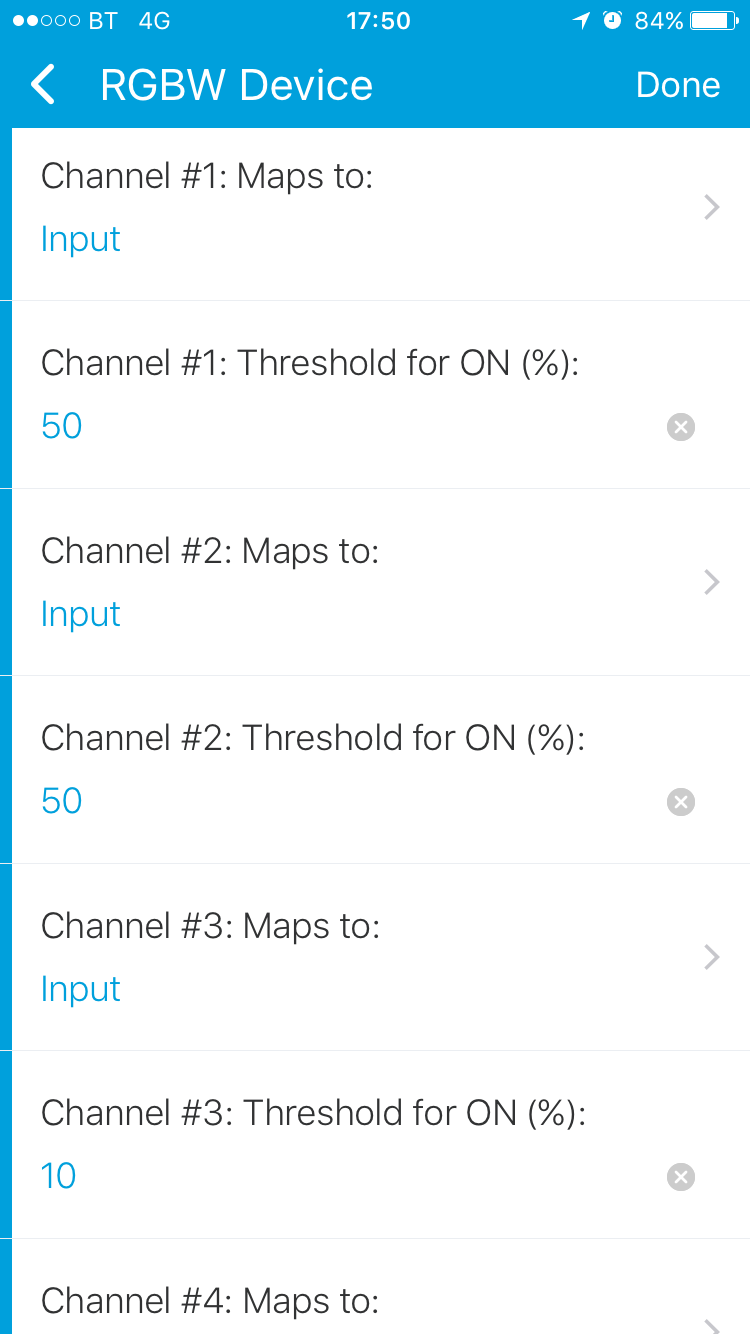 BT 4G 17:50 84%
RGBW Device Done
Channel #1: Maps to:
Input
Channel #1: Threshold for ON (%):
50
Channel #2: Maps to:
Input
Channel #2: Threshold for ON (%):
50
Channel #3: Maps to:
Input
Channel #3: Threshold for ON (%):
10
Channel #4: Maps to: